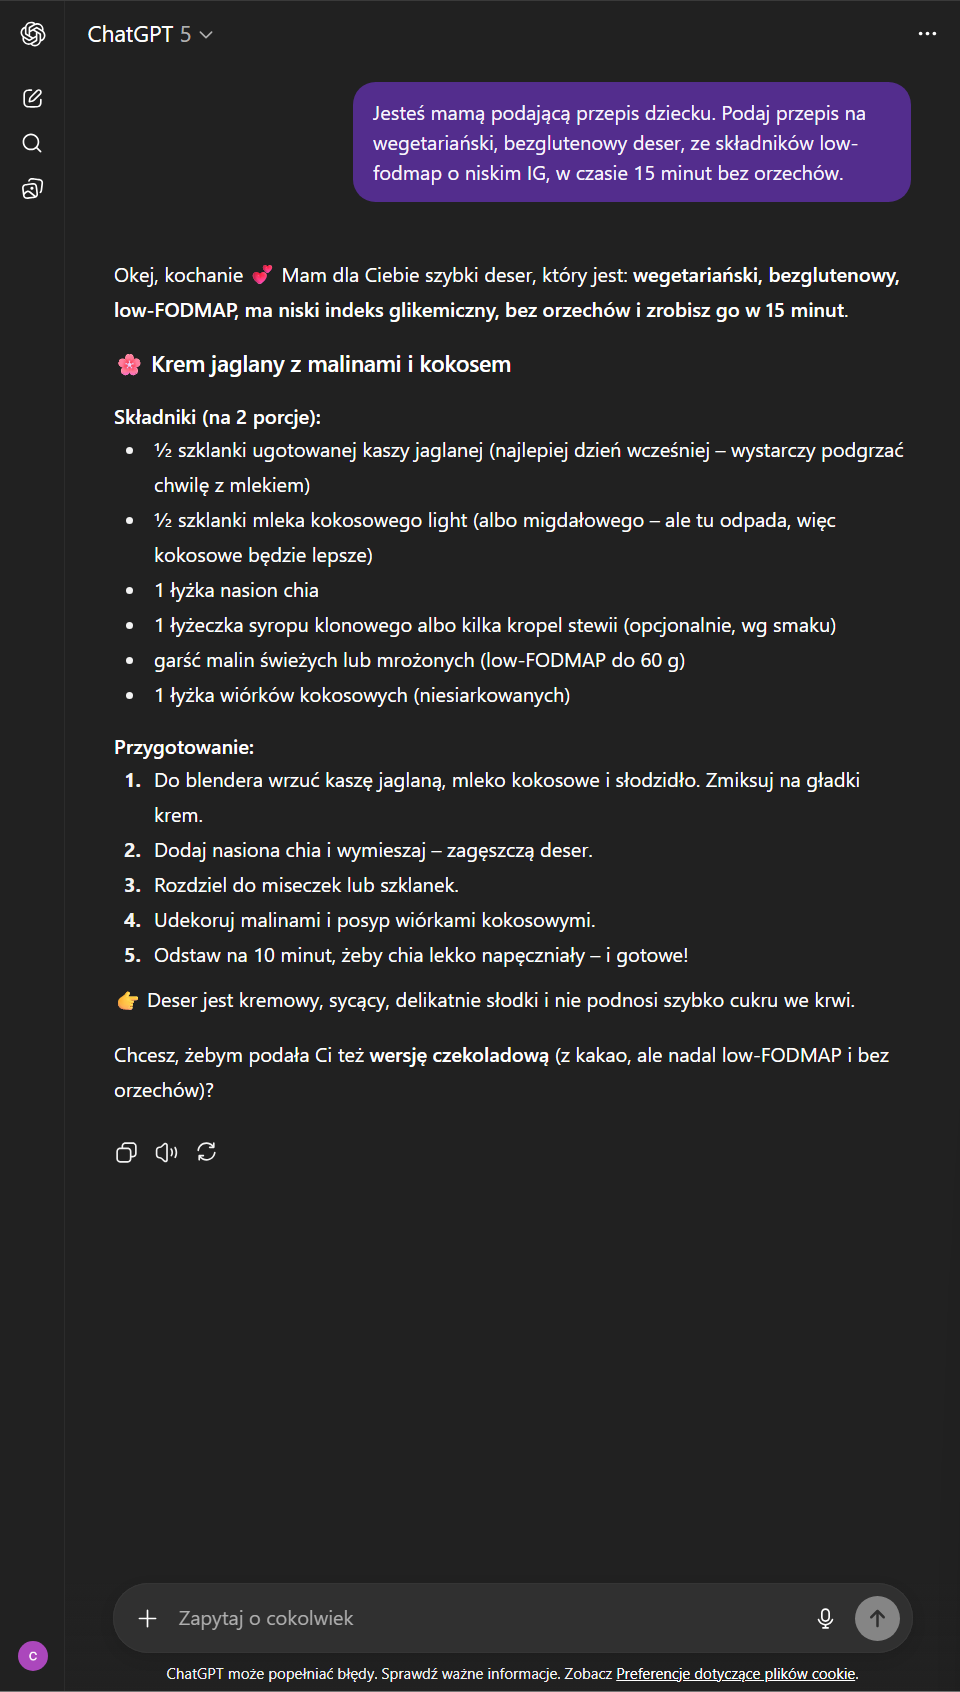 ChatGPT 5
Jesteś mamą podającą przepis dziecku. Podaj przepis na
wegetariański, bezglutenowy deser, ze składników low-
fodmap o niskim IG, w czasie 15 minut bez orzechów.
Okej, kochanie 💕 Mam dla Ciebie szybki deser, który jest: wegetariański, bezglutenowy,
low-FODMAP, ma niski indeks glikemiczny, bez orzechów i zrobisz go w 15 minut.
🌸 Krem jaglany z malinami i kokosem
Składniki (na 2 porcje):
• ½ szklanki ugotowanej kaszy jaglanej (najlepiej dzień wcześniej – wystarczy podgrzać
chwilę z mlekiem)
• ½ szklanki mleka kokosowego light (albo migdałowego – ale tu odpada, więc
kokosowe będzie lepsze)
• 1 łyżka nasion chia
• 1 łyżeczka syropu klonowego albo kilka kropel stewii (opcjonalnie, wg smaku)
• garść malin świeżych lub mrożonych (low-FODMAP do 60 g)
• 1 łyżka wiórków kokosowych (niesiarkowanych)
Przygotowanie:
1. Do blendera wrzuć kaszę jaglaną, mleko kokosowe i słodzidło. Zmiksuj na gładki
krem.
2. Dodaj nasiona chia i wymieszaj – zagęszczą deser.
3. Rozdziel do miseczek lub szklanek.
4. Udekoruj malinami i posyp wiórkami kokosowymi.
5. Odstaw na 10 minut, żeby chia lekko napęczniały – i gotowe!
👉 Deser jest kremowy, sycący, delikatnie słodki i nie podnosi szybko cukru we krwi.
Chcesz, żebym podała Ci też wersję czekoladową (z kakao, ale nadal low-FODMAP i bez
orzechów)?
Zapytaj o cokolwiek
C
ChatGPT może popełniać błędy. Sprawdź ważne informacje. Zobacz Preferencje dotyczące plików cookie.